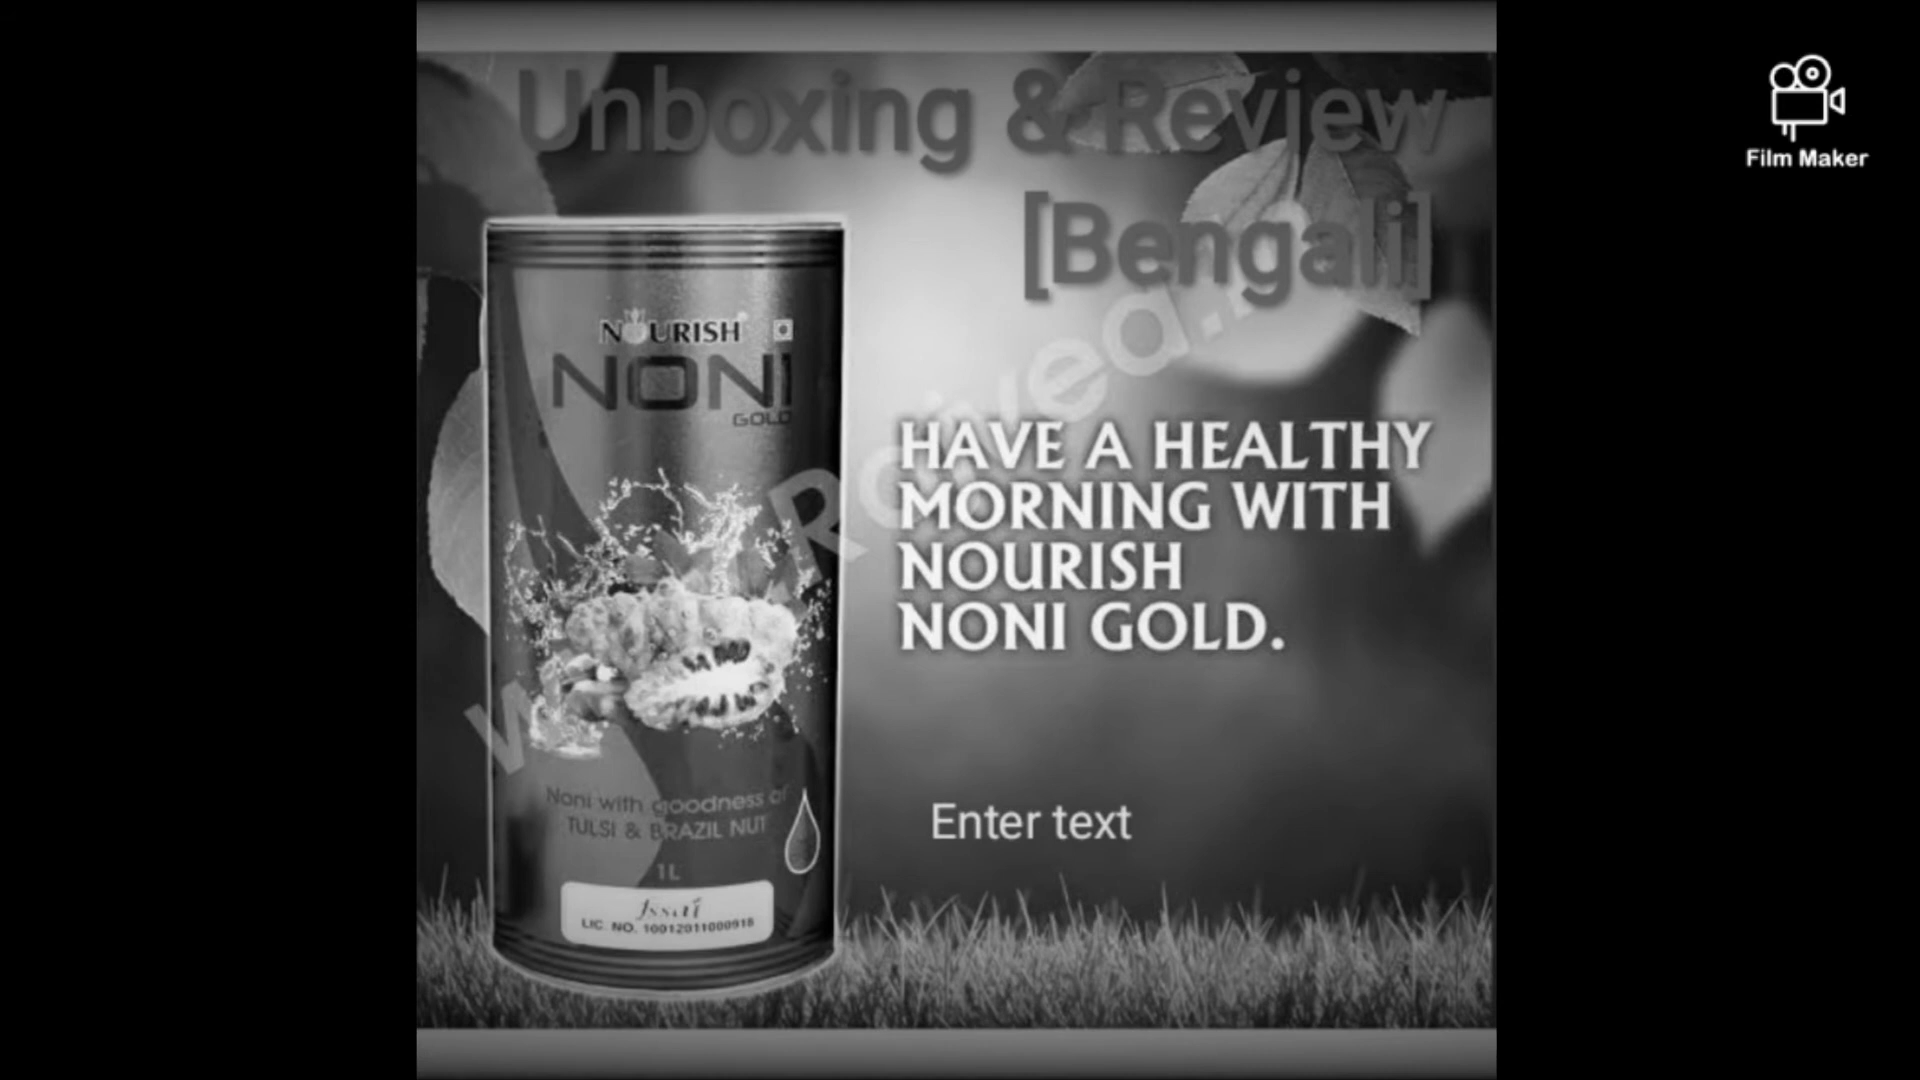 Unboxing & Review
[Bengali]
Film Maker
NOURISH
NONI
GOLD
HAVE A HEALTHY
MORNING WITH
NOURISH
NONI GOLD.
Noni with goodness of
TULSI & BRAZIL NUT
1L
fssai
LIC. NO. 10012011000918
Enter text